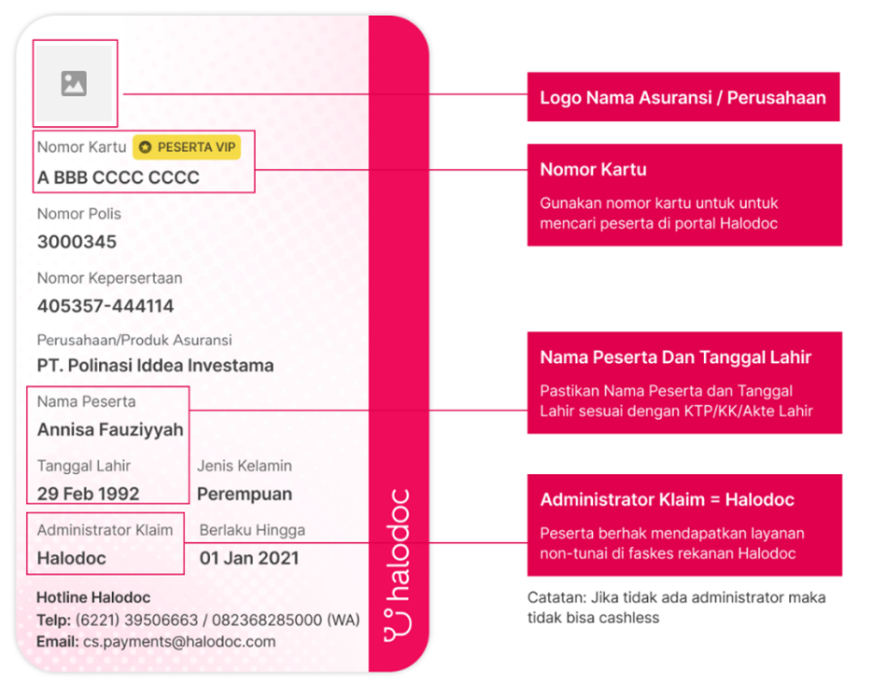 Nomor Kartu PESERTA VIP
A BBB CCCC CCCC
Nomor Polis
3000345
Nomor Kepersertaan
405357-444114
Perusahaan/Produk Asuransi
PT. Polinasi Iddea Investama
Nama Peserta
Annisa Fauziyyah
Tanggal Lahir Jenis Kelamin
29 Feb 1992 Perempuan
Administrator Klaim Berlaku Hingga
Halodoc 01 Jan 2021
Hotline Halodoc
Telp: (6221) 39506663 / 082368285000 (WA)
Email: cs.payments@halodoc.com
halodoc
Logo Nama Asuransi / Perusahaan
Nomor Kartu
Gunakan nomor kartu untuk untuk
mencari peserta di portal Halodoc
Nama Peserta Dan Tanggal Lahir
Pastikan Nama Peserta dan Tanggal
Lahir sesuai dengan KTP/KK/Akte Lahir
Administrator Klaim = Halodoc
Peserta berhak mendapatkan layanan
non-tunai di faskes rekanan Halodoc
Catatan: Jika tidak ada administrator maka
tidak bisa cashless